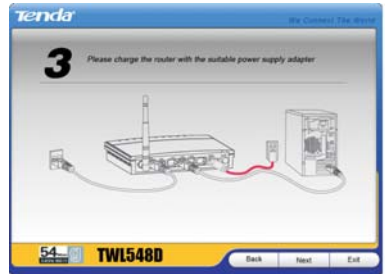 Tenda
We Connect The World
3
Please charge the router with the suitable power supply adapter
54
TWL548D
Back
Next
Exit